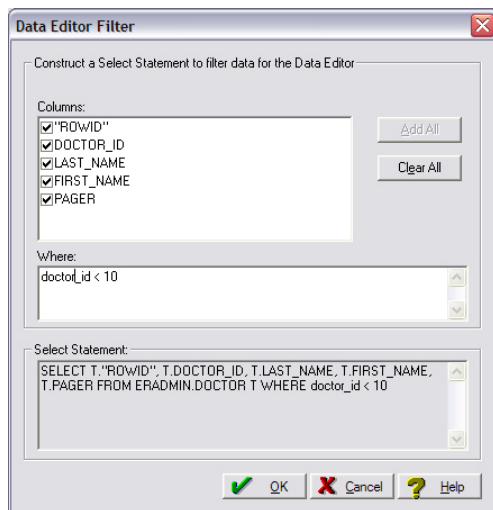 Data Editor Filter
Construct a Select Statement to filter data for the Data Editor
Columns:
"ROWID"
DOCTOR_ID
LAST_NAME
FIRST_NAME
PAGER
Add All
Clear All
Where:
doctor_id < 10
Select Statement:
SELECT T."ROWID", T.DOCTOR_ID, T.LAST_NAME, T.FIRST_NAME,
T.PAGER FROM ERADMIN.DOCTOR T WHERE doctor_id < 10
OK Cancel Help